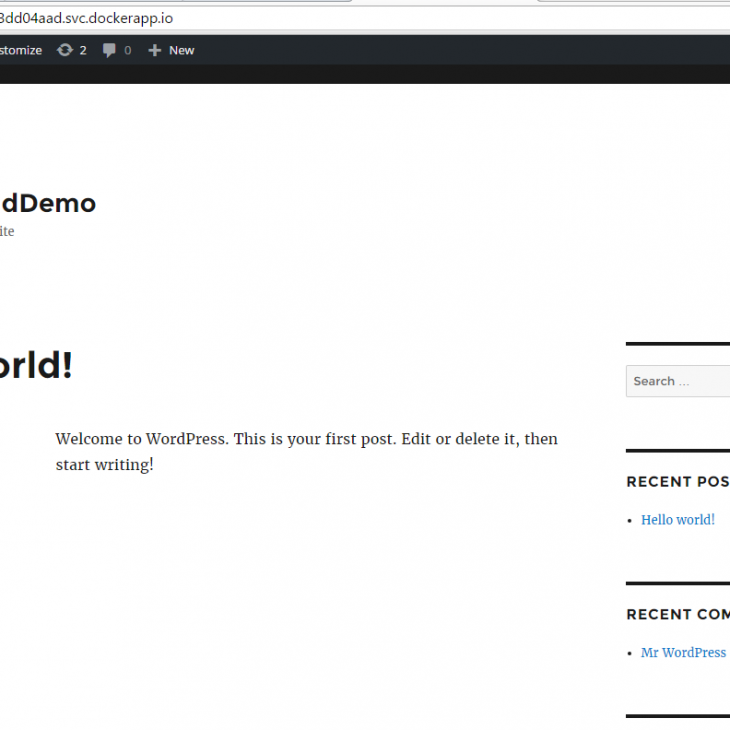 3dd04aad.svc.dockerapp.io
stomize 2 0 New
dDemo
ite
orld!
Search ...
Welcome to WordPress. This is your first post. Edit or delete it, then
start writing!
RECENT POS
Hello world!
RECENT COM
Mr WordPress